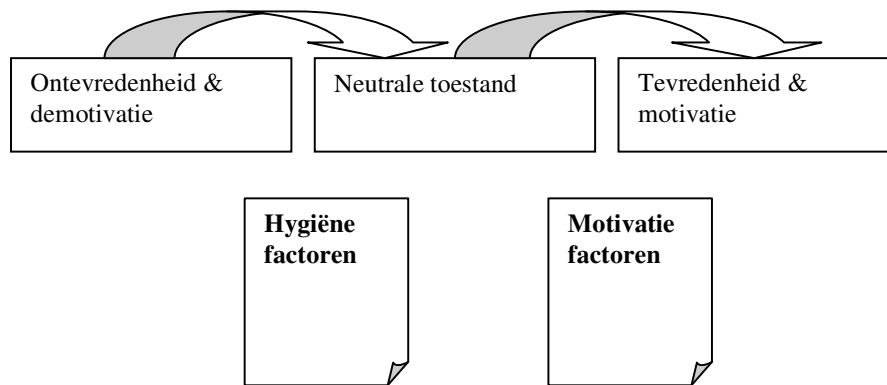 Ontevredenheid &
demotivatie
Neutrale toestand
Tevredenheid &
motivatie
Hygiëne
factoren
Motivatie
factoren